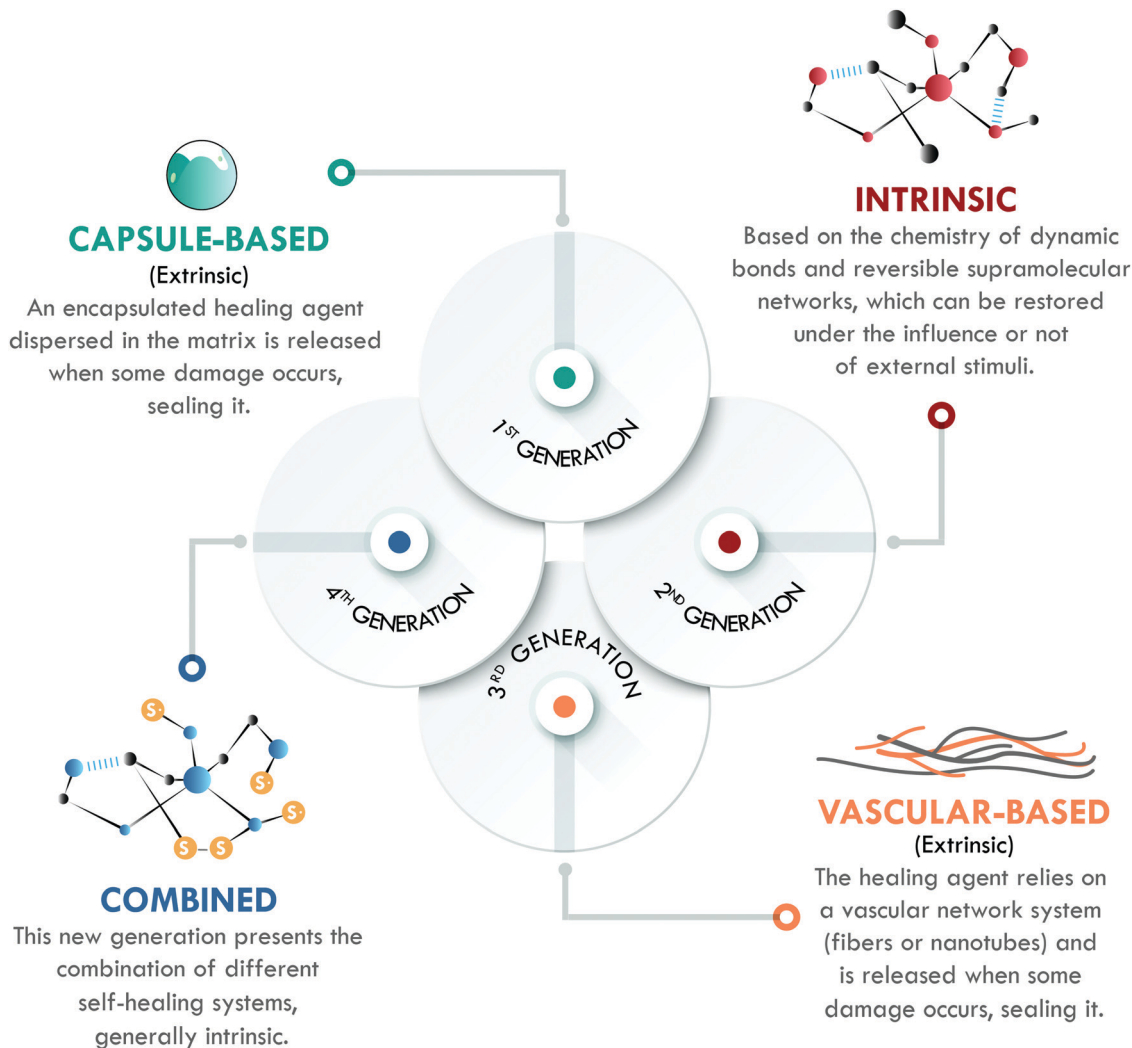 CAPSULE-BASED
(Extrinsic)
An encapsulated healing agent
dispersed in the matrix is released
when some damage occurs,
sealing it.
INTRINSIC
Based on the chemistry of dynamic
bonds and reversible supramolecular
networks, which can be restored
under the influence or not
of external stimuli.
1ST GENERATION
4TH GENERATION
2ND GENERATION
3RD GENERATION
S·
S·
S·
S–S
COMBINED
This new generation presents the
combination of different
self-healing systems,
generally intrinsic.
VASCULAR-BASED
(Extrinsic)
The healing agent relies on
a vascular network system
(fibers or nanotubes) and
is released when some
damage occurs, sealing it.